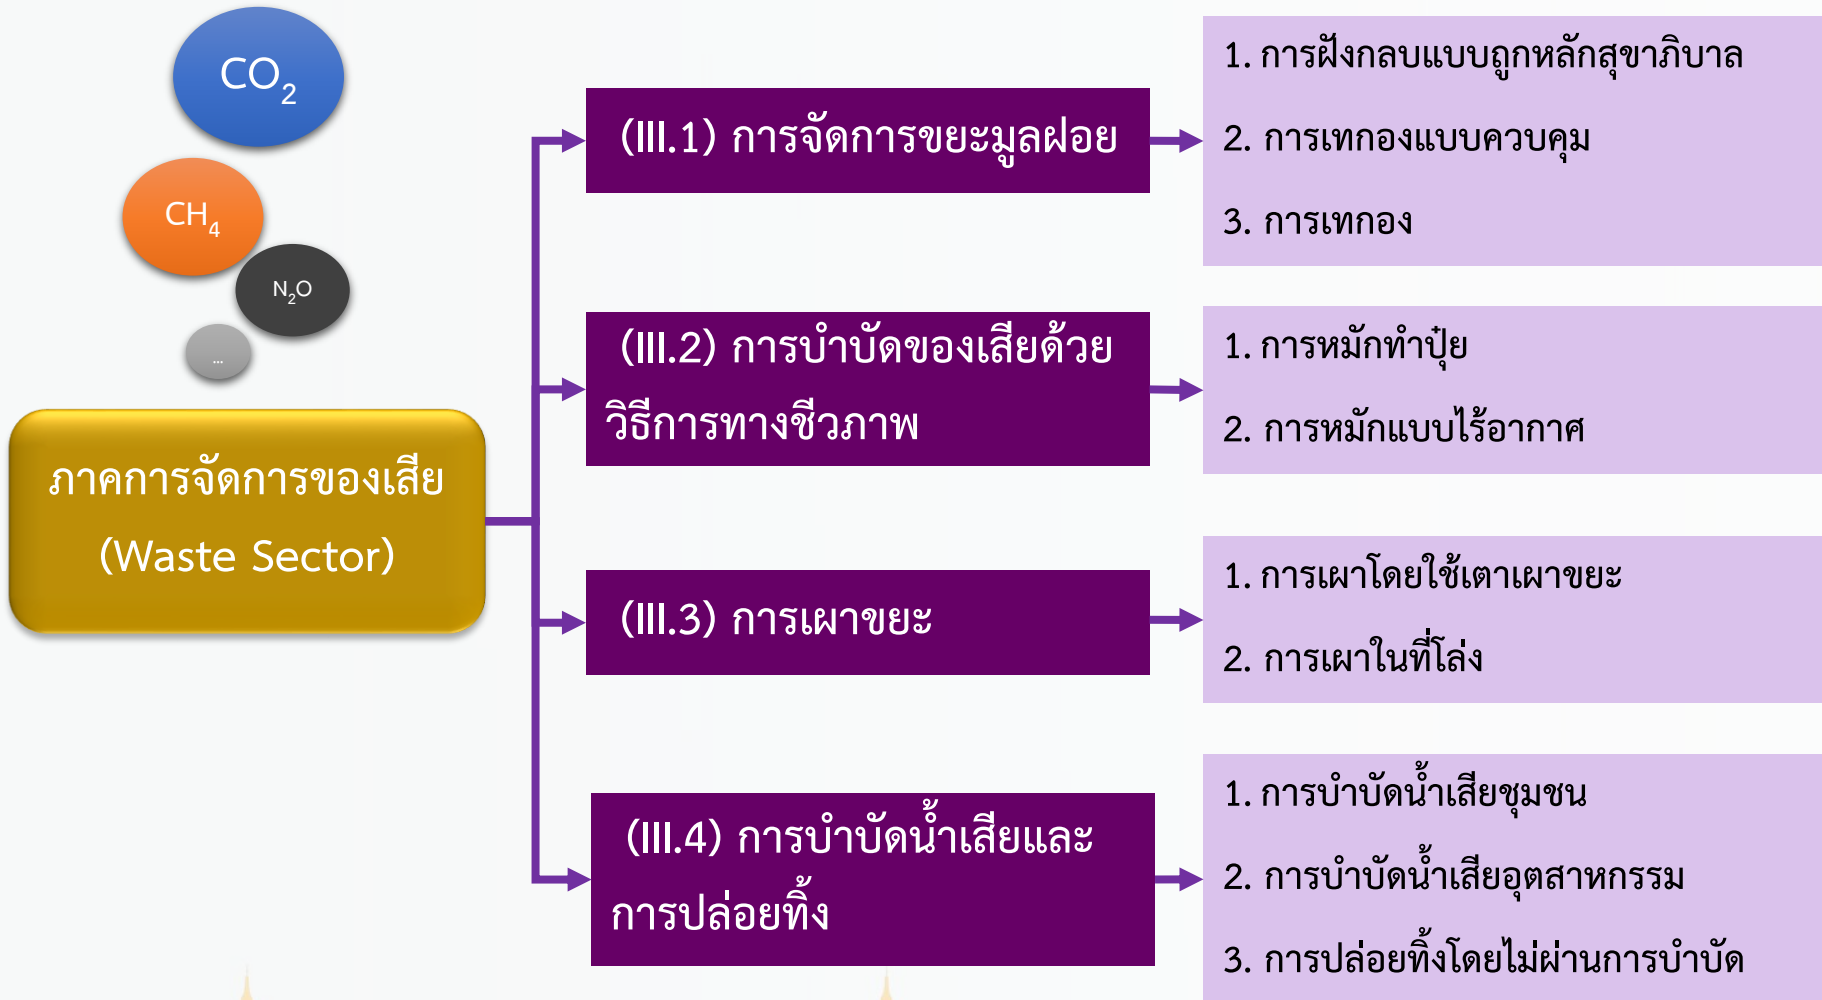 CO₂
CH₄
N₂O
...
ภาคการจัดการของเสีย
(Waste Sector)
(III.1) การจัดการขยะมูลฝอย
1. การฝังกลบแบบถูกหลักสุขาภิบาล
2. การเทกองแบบควบคุม
3. การเทกอง
(III.2) การบำบัดของเสียด้วย
วิธีการทางชีวภาพ
1. การหมักทำปุ๋ย
2. การหมักแบบไร้อากาศ
(III.3) การเผาขยะ
1. การเผาโดยใช้เตาเผาขยะ
2. การเผาในที่โล่ง
(III.4) การบำบัดน้ำเสียและ
การปล่อยทิ้ง
1. การบำบัดน้ำเสียชุมชน
2. การบำบัดน้ำเสียอุตสาหกรรม
3. การปล่อยทิ้งโดยไม่ผ่านการบำบัด